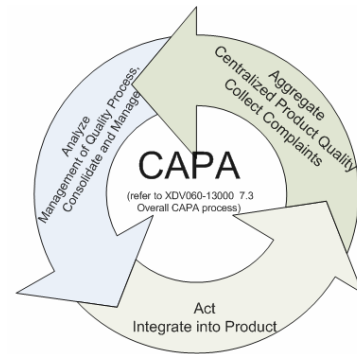 Aggregate
Centralized Product Quality
Collect Complaints
Analyze
Management of Quality Process,
Consolidate and Manage
CAPA
(refer to XDV060-13000 7.3
Overall CAPA process)
Act
Integrate into Product